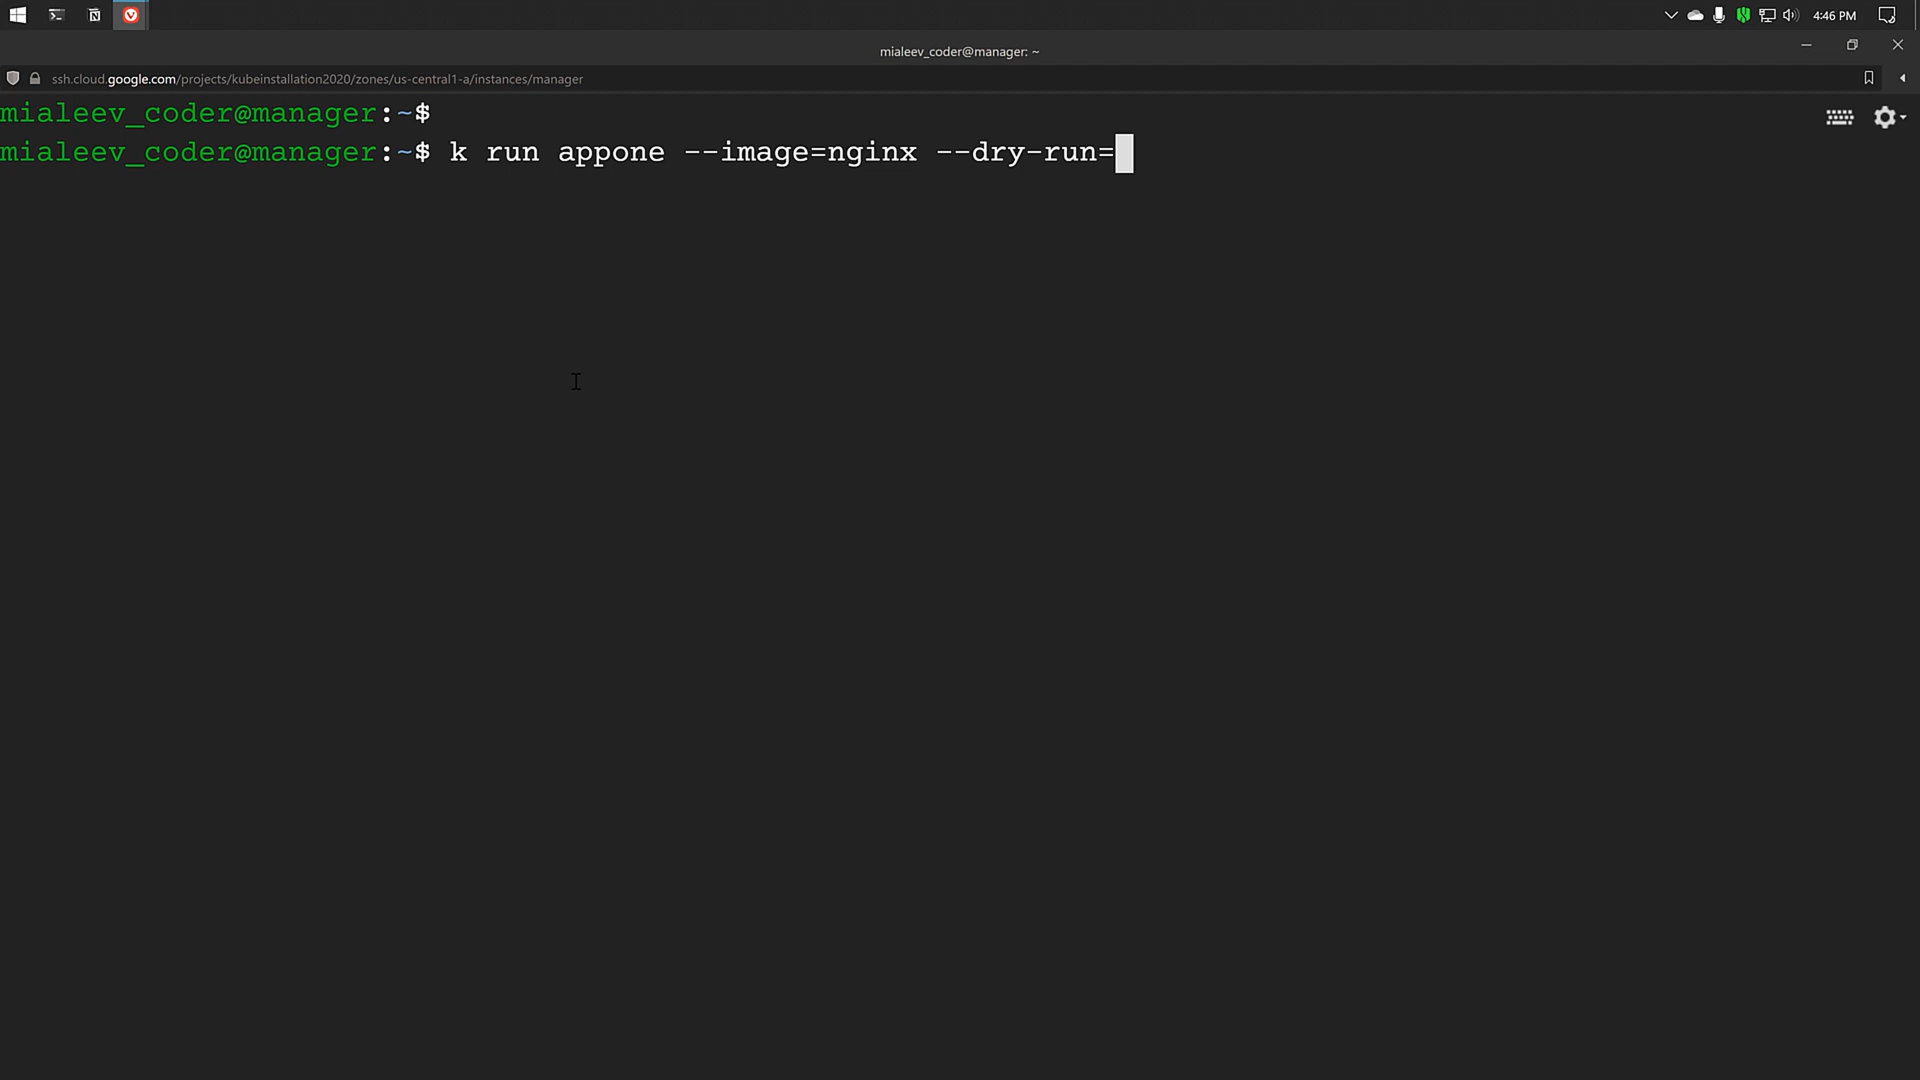 4:46 PM
mialeev_coder@manager: ~
ssh.cloud.google.com/projects/kubeinstallation2020/zones/us-central1-a/instances/manager
mialeev_coder@manager:~$
mialeev_coder@manager:~$ k run appone --image=nginx --dry-run=